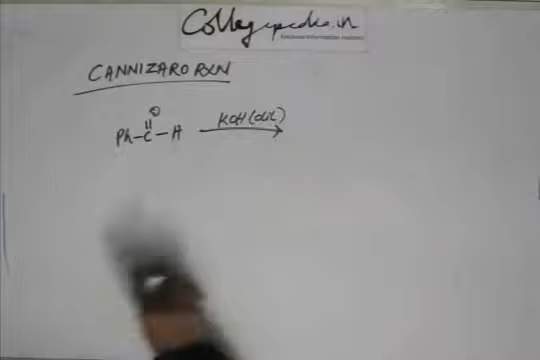 Collegepedia.in
CANNIZARO RXN
O
Ph-C-H KOH(dil)